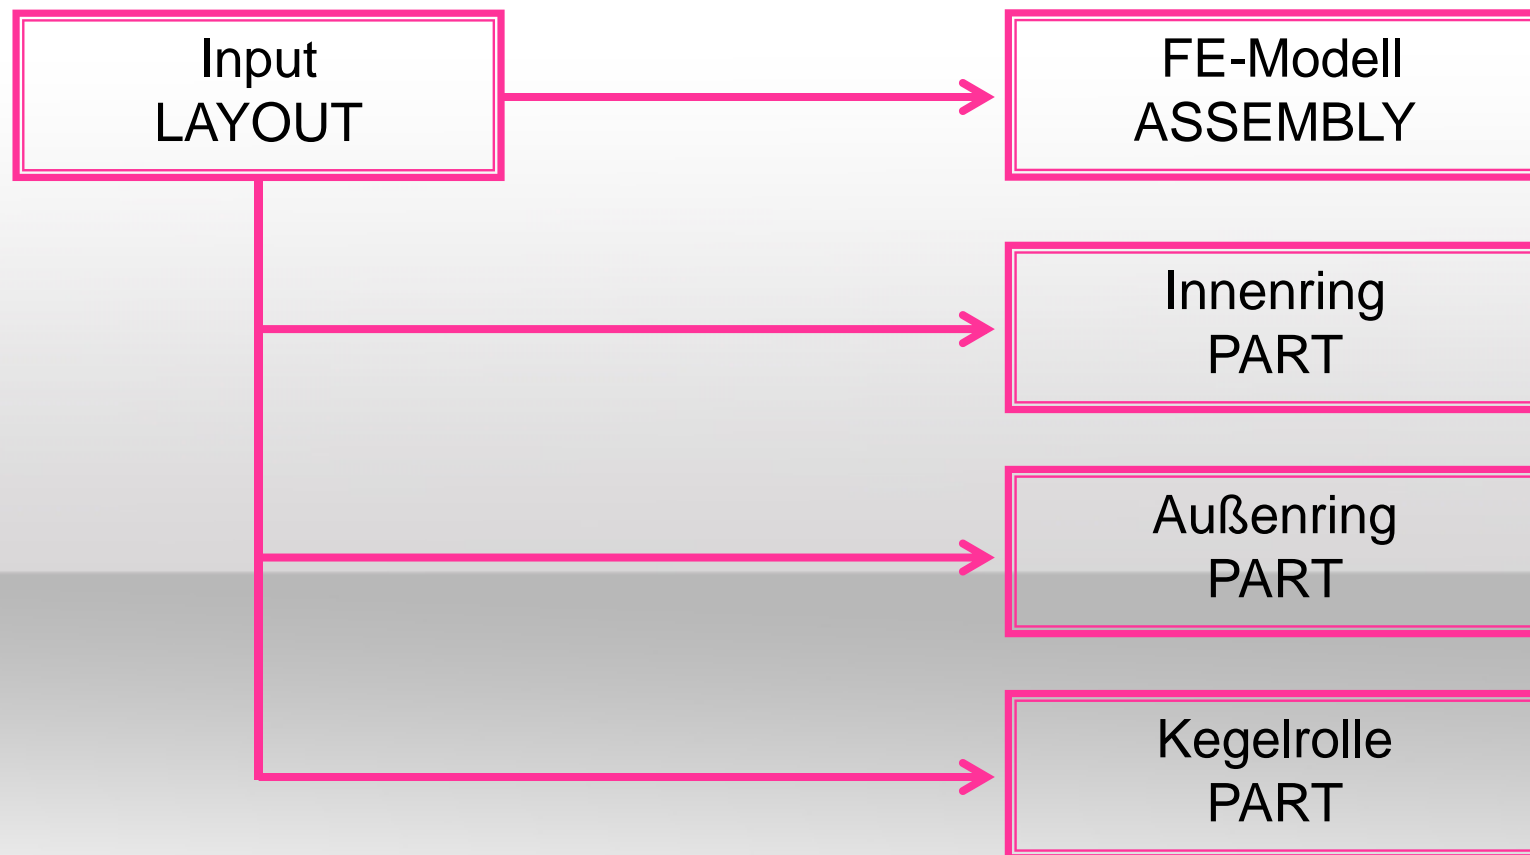 Input
LAYOUT
FE-Modell
ASSEMBLY
Innenring
PART
Außenring
PART
Kegelrolle
PART